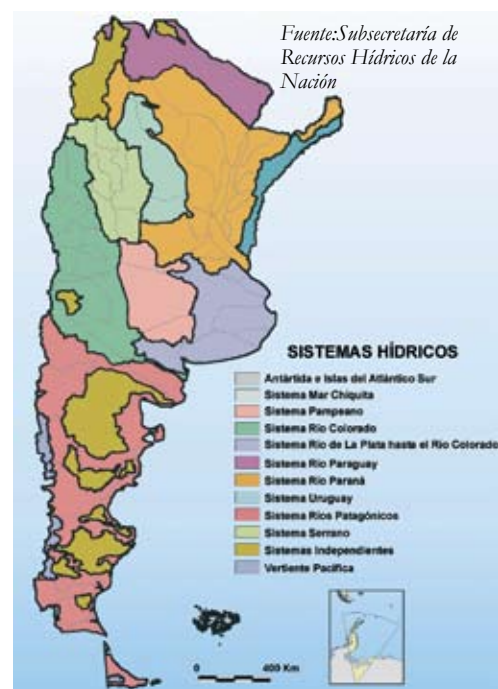 Fuente:Subsecretaría de
Recursos Hídricos de la
Nación
SISTEMAS HÍDRICOS
Antártida e Islas del Atlántico Sur
Sistema Mar Chiquita
Sistema Pampeano
Sistema Río Colorado
Sistema Río de La Plata hasta el Río Colorado
Sistema Río Paraguay
Sistema Río Paraná
Sistema Uruguay
Sistema Ríos Patagónicos
Sistema Serrano
Sistemas Independientes
Vertiente Pacífica
0 400 Km